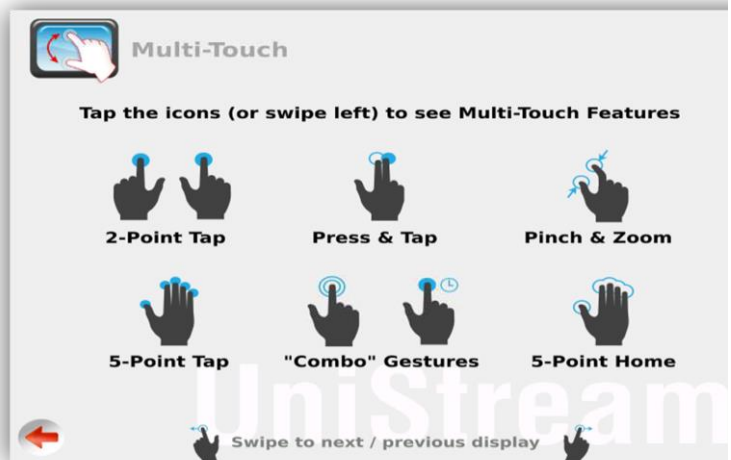 Multi-Touch
Tap the icons (or swipe left) to see Multi-Touch Features
2-Point Tap Press & Tap Pinch & Zoom
5-Point Tap "Combo" Gestures 5-Point Home
UniStream
Swipe to next / previous display